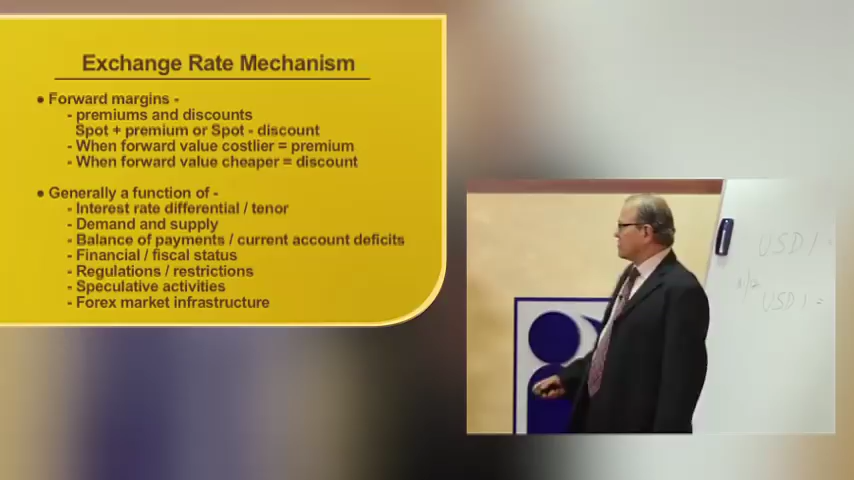 Exchange Rate Mechanism
● Forward margins -
- premiums and discounts
Spot + premium or Spot - discount
- When forward value costlier = premium
- When forward value cheaper = discount
● Generally a function of -
- Interest rate differential / tenor
- Demand and supply
- Balance of payments / current account deficits
- Financial / fiscal status
- Regulations / restrictions
- Speculative activities
- Forex market infrastructure
USD 1 =
1/2
USD 1 =